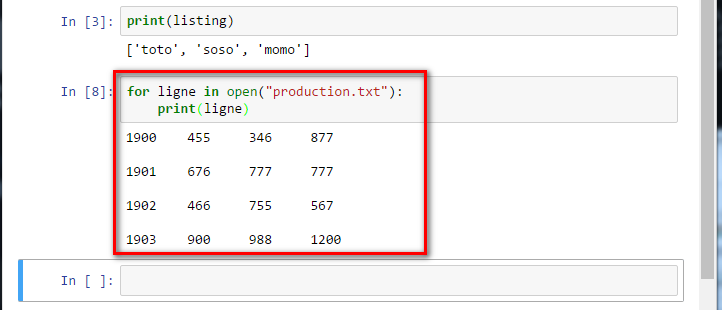 In [3]: print(listing)
['toto', 'soso', 'momo']
In [8]: for ligne in open("production.txt"):
    print(ligne)
1900    455     346     877
1901    676     777     777
1902    466     755     567
1903    900     988     1200
In [ ]: